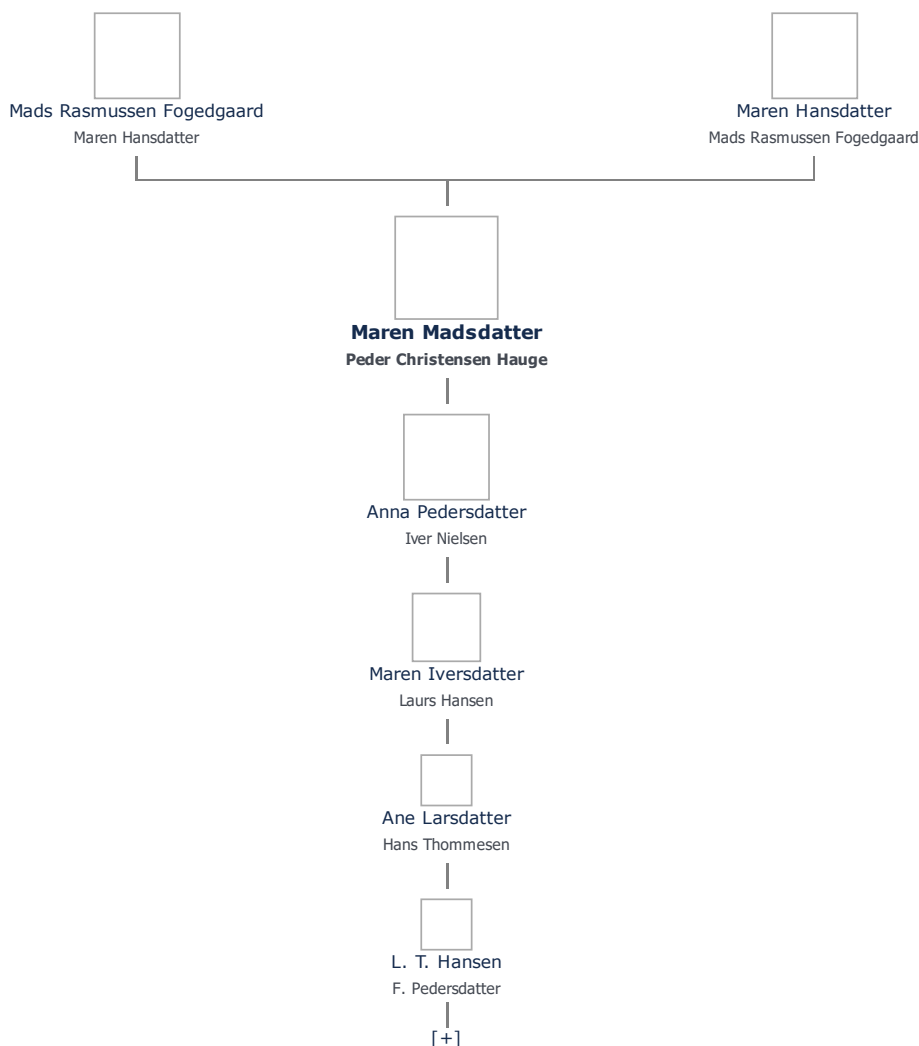 Mads Rasmussen Fogedgaard
Maren Hansdatter
Maren Hansdatter
Mads Rasmussen Fogedgaard
Maren Madsdatter
Peder Christensen Hauge
Anna Pedersdatter
Iver Nielsen
Maren Iversdatter
Laurs Hansen
Ane Larsdatter
Hans Thommesen
L. T. Hansen
F. Pedersdatter
[+]